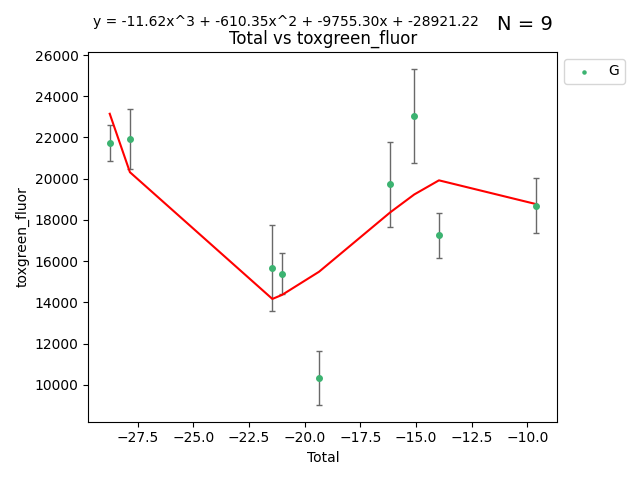 y = -11.62x^3 + -610.35x^2 + -9755.30x + -28921.22
N = 9
Total vs toxgreen_fluor
G
26000
24000
22000
20000
18000
16000
14000
12000
10000
toxgreen_fluor
−27.5 −25.0 −22.5 −20.0 −17.5 −15.0 −12.5 −10.0
Total